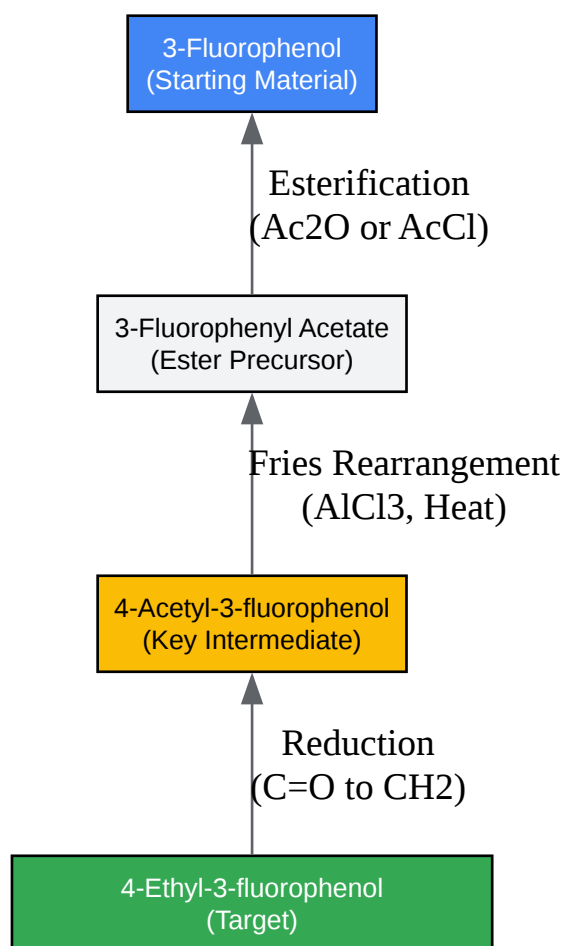 3-Fluorophenol
(Starting Material)
Esterification
(Ac2O or AcCl)
3-Fluorophenyl Acetate
(Ester Precursor)
Fries Rearrangement
(AlCl3, Heat)
4-Acetyl-3-fluorophenol
(Key Intermediate)
Reduction
(C=O to CH2)
4-Ethyl-3-fluorophenol
(Target)